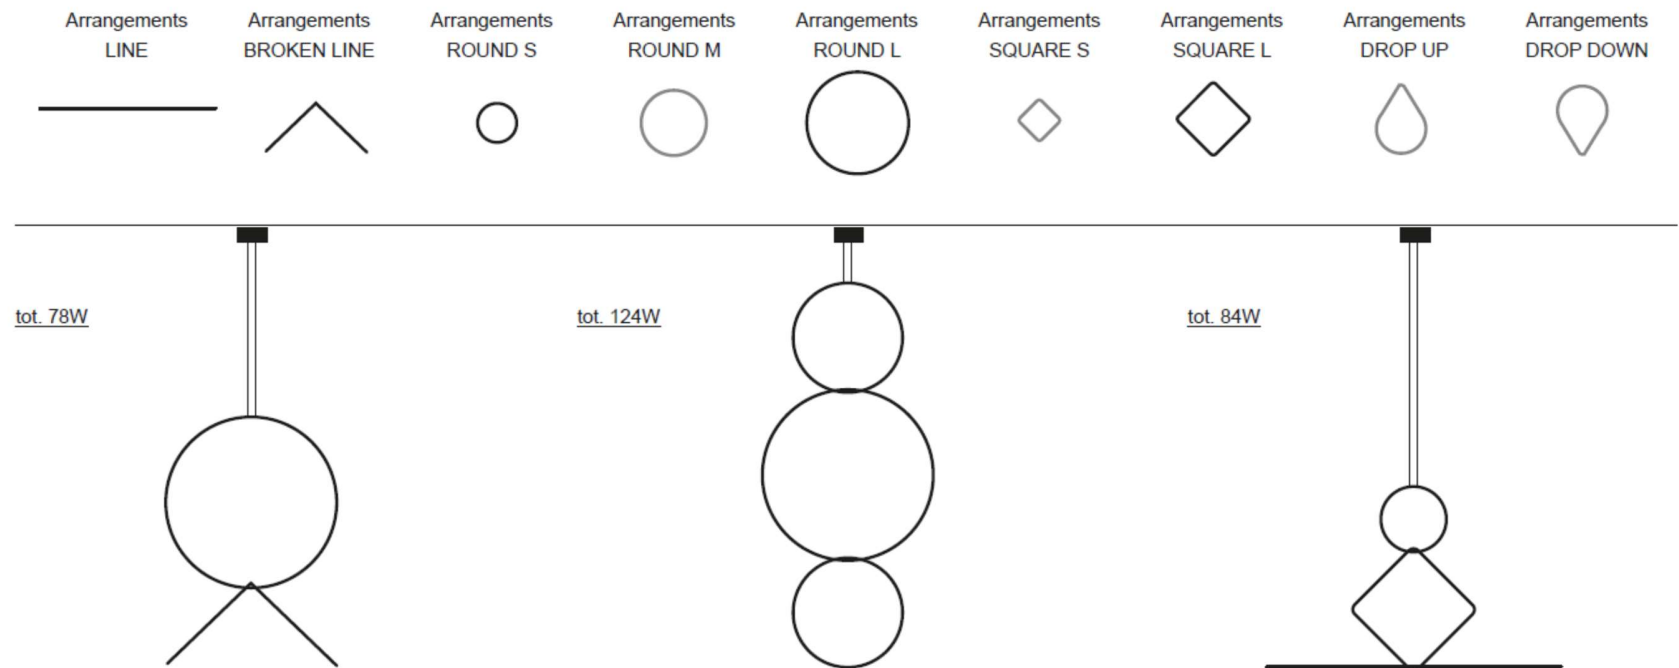 Arrangements
LINE
Arrangements
BROKEN LINE
Arrangements
ROUND S
Arrangements
ROUND M
Arrangements
ROUND L
Arrangements
SQUARE S
Arrangements
SQUARE L
Arrangements
DROP UP
Arrangements
DROP DOWN
tot. 78W
tot. 124W
tot. 84W